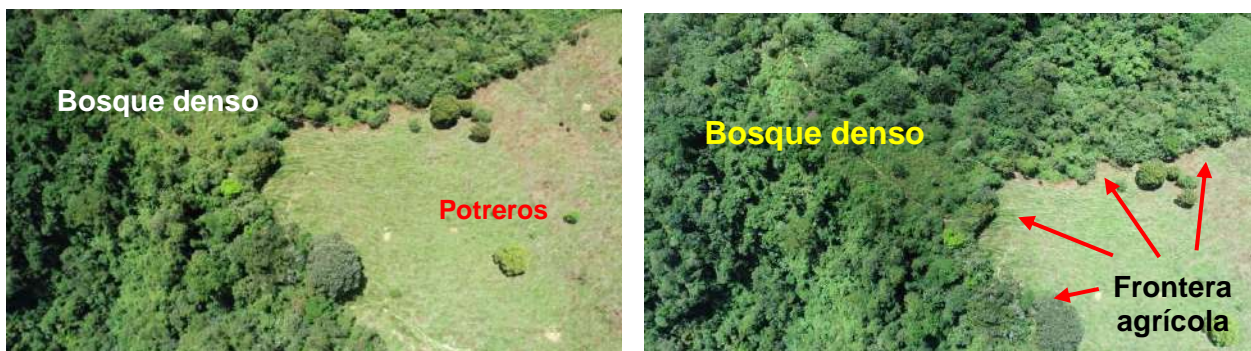 Bosque denso
Potreros
Bosque denso
Frontera
agrícola